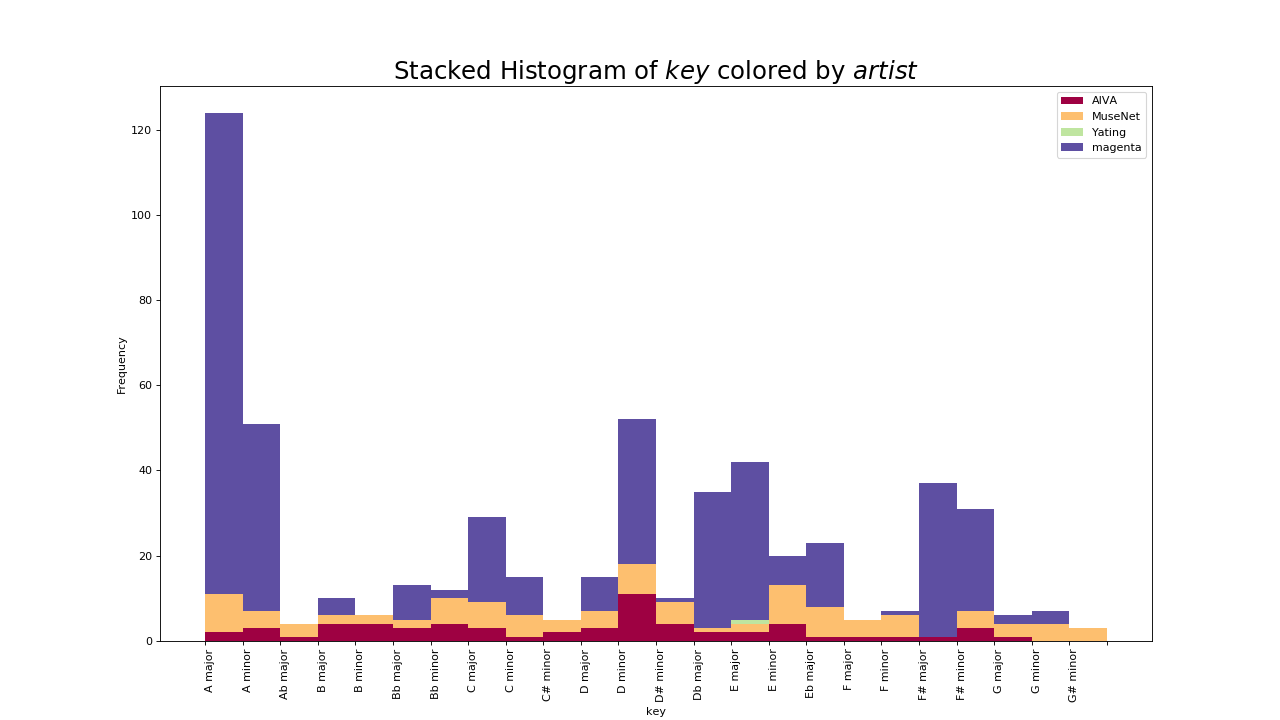 Stacked Histogram of key colored by artist
AIVA
MuseNet
Yating
magenta
Frequency
120
100
80
60
40
20
0
A major
A minor
Ab major
B major
B minor
Bb major
Bb minor
C major
C minor
C# minor
D major
D minor
D# minor
Db major
E major
E minor
Eb major
F major
F minor
F# major
F# minor
G major
G minor
G# minor
key